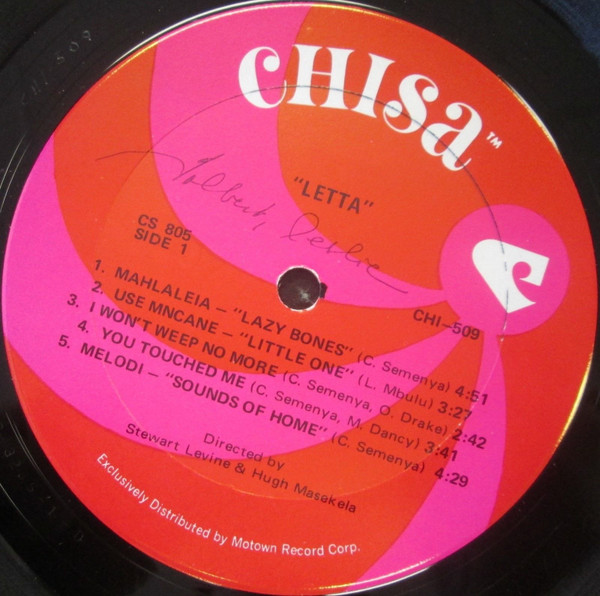 CHISA™
"LETTA"
CS 805
SIDE 1
CHI-509
1. MAHLALEIA - "LAZY BONES" (C. Semenya) 4:51
2. USE MNCANE - "LITTLE ONE" (L. Mbulu) 3:27
3. I WON'T WEEP NO MORE (C. Semenya, O. Drake) 2:42
4. YOU TOUCHED ME (C. Semenya, M. Dancy) 3:41
5. MELODI - "SOUNDS OF HOME" (C. Semenya) 4:29
Directed by
Stewart Levine & Hugh Masekela
Exclusively Distributed by Motown Record Corp.